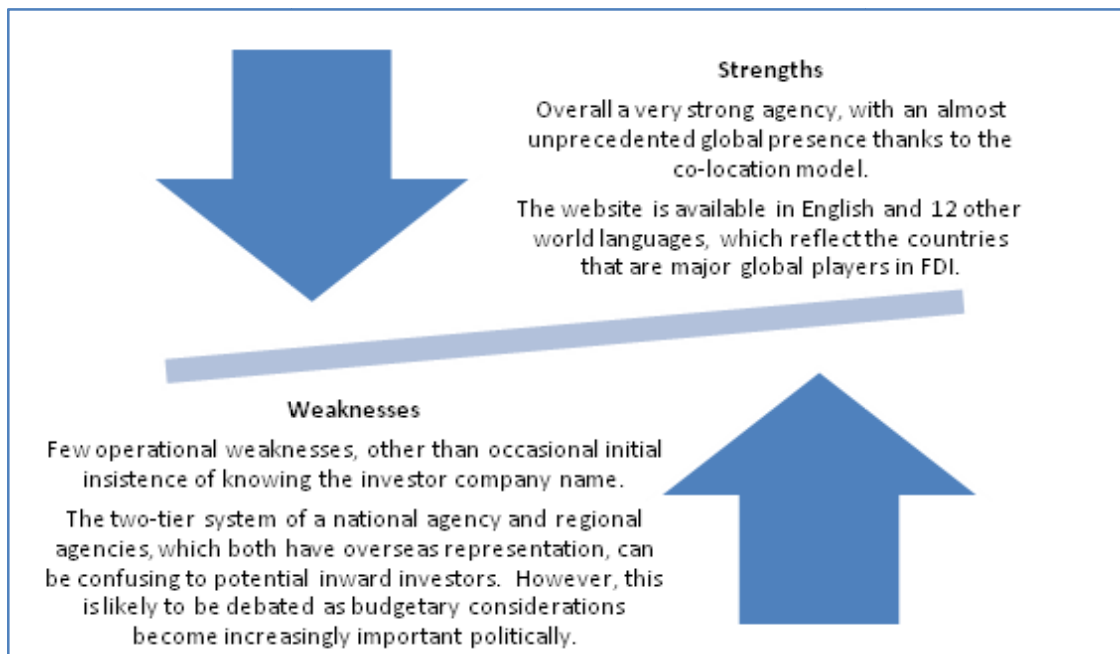 Strengths
Overall a very strong agency, with an almost
unprecedented global presence thanks to the
co-location model.
The website is available in English and 12 other
world languages, which reflect the countries
that are major global players in FDI.
Weaknesses
Few operational weaknesses, other than occasional initial
insistence of knowing the investor company name.
The two-tier system of a national agency and regional
agencies, which both have overseas representation, can
be confusing to potential inward investors.  However, this
is likely to be debated as budgetary considerations
become increasingly important politically.